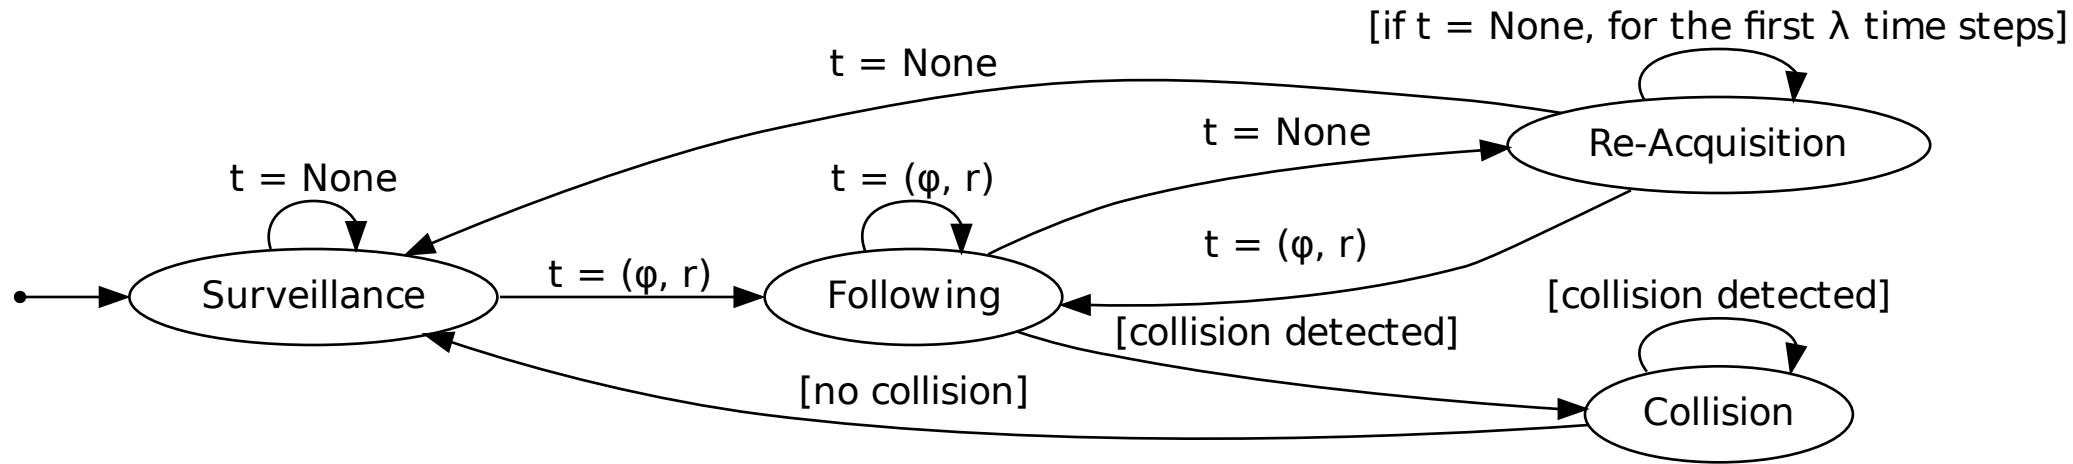 [if t = None, for the first λ time steps]
t = None
t = None
Re-Acquisition
t = None
t = (φ, r)
t = (φ, r)
t = (φ, r)
Surveillance
Following
[collision detected]
[collision detected]
[no collision]
Collision